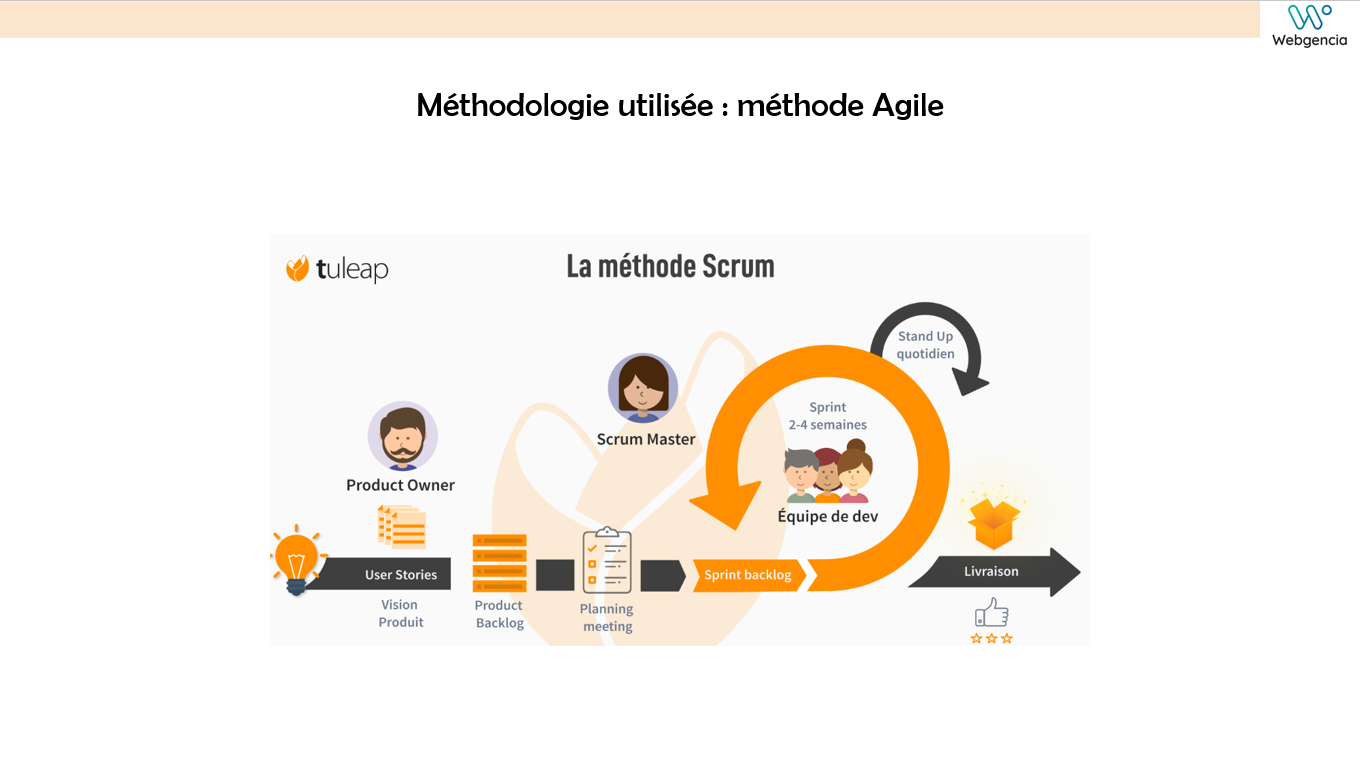 Webgencia
Méthodologie utilisée : méthode Agile
tuleap
La méthode Scrum
Stand Up
quotidien
Sprint
2-4 semaines
Scrum Master
Product Owner
Équipe de dev
User Stories
Sprint backlog
Livraison
Vision
Produit
Product
Backlog
Planning
meeting